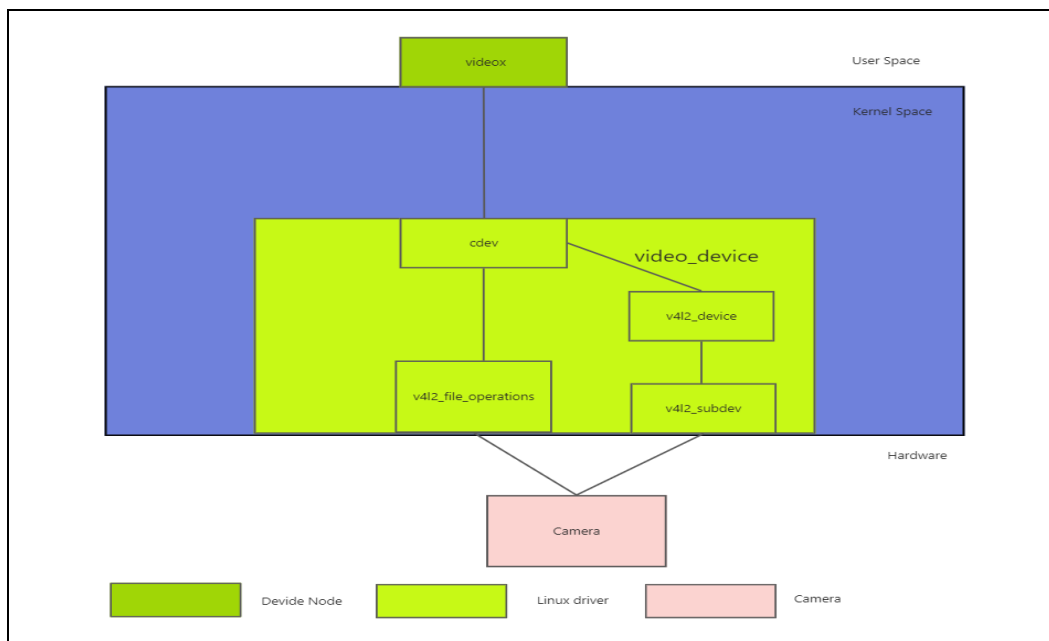 videox
User Space
Kernel Space
cdev
video_device
v4l2_device
v4l2_file_operations
v4l2_subdev
Hardware
Camera
Devide Node
Linux driver
Camera